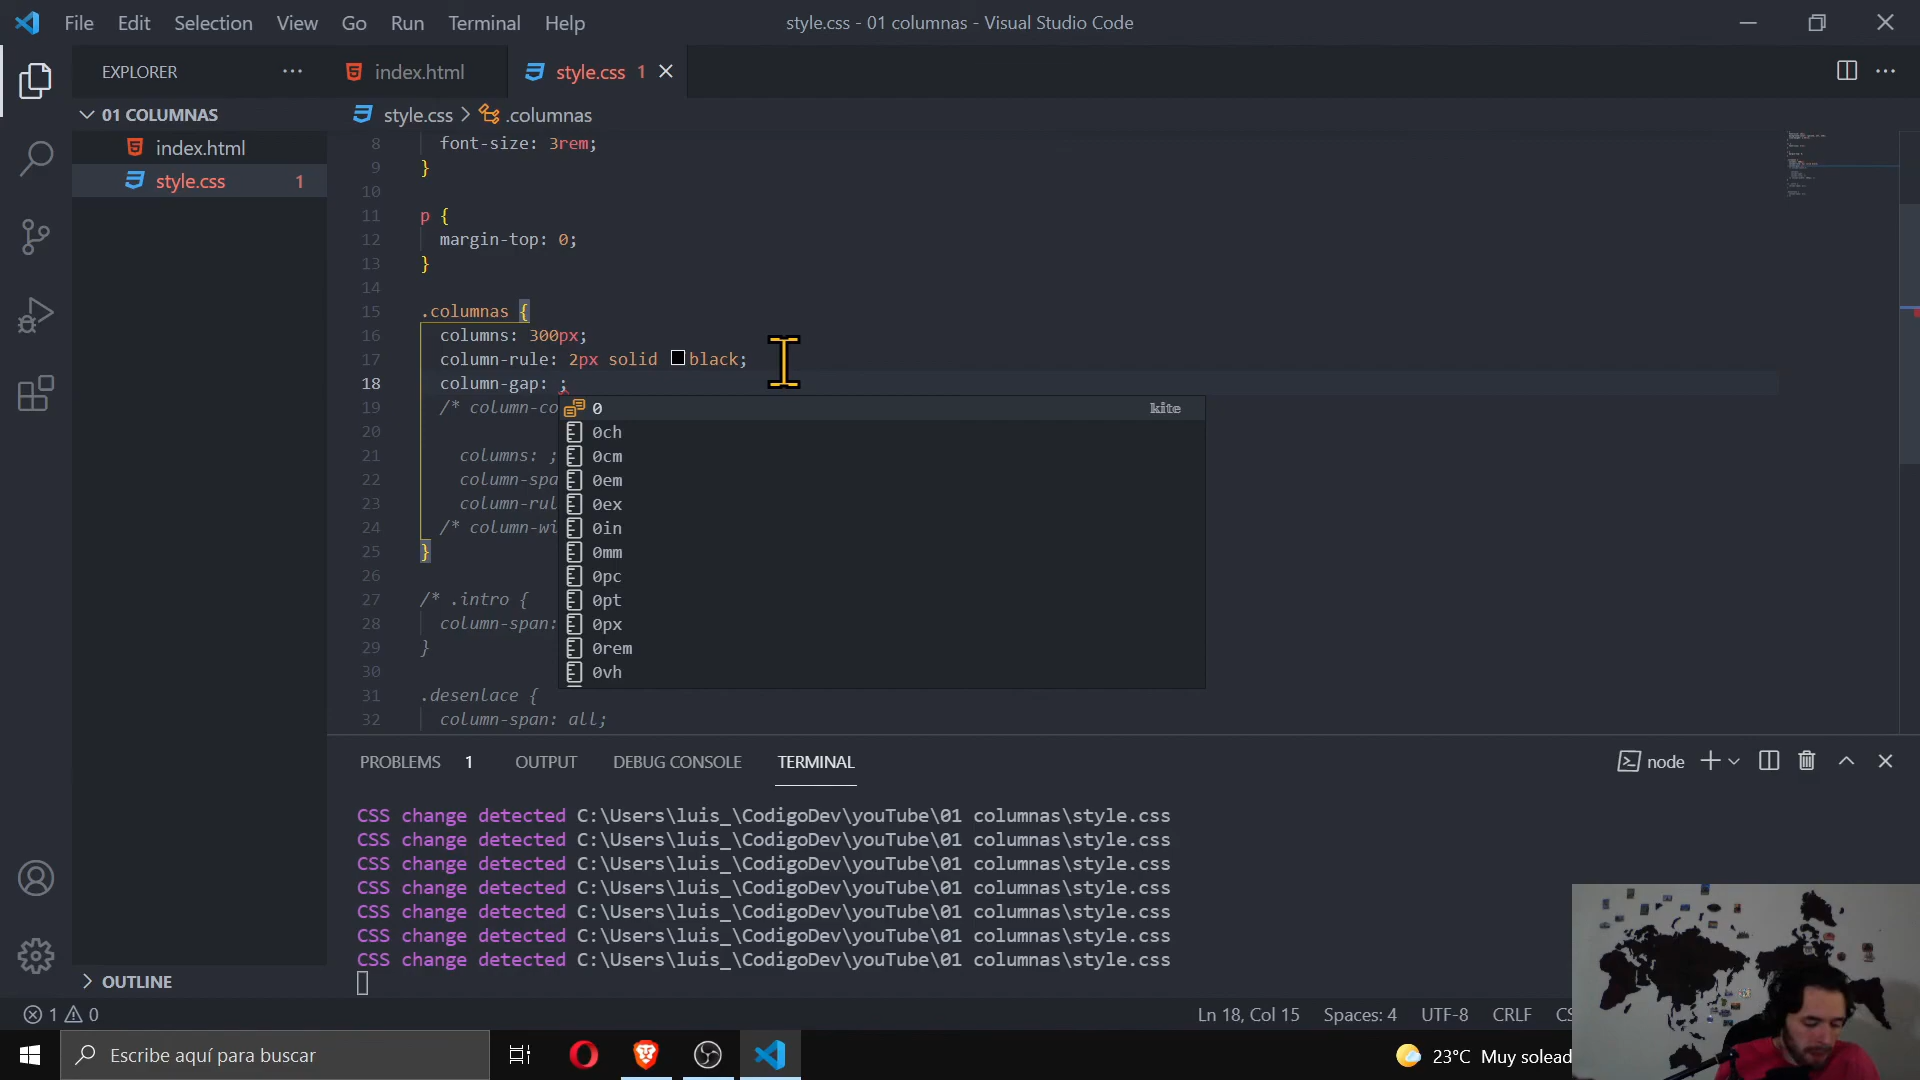 File Edit Selection View Go Run Terminal Help
style.css - 01 columnas - Visual Studio Code
EXPLORER
index.html
style.css 1
01 COLUMNAS
index.html
style.css 1
style.css > .columnas
8 font-size: 3rem;
9 }
10
11 p {
12 margin-top: 0;
13 }
14
15 .columnas {
16 columns: 300px;
17 column-rule: 2px solid black;
18 column-gap: ;
19 /* column-co
20
21 columns: ;
22 column-spa
23 column-rul
24 /* column-wi
25 }
26
27 /* .intro {
28 column-span:
29 }
30
31 .desenlace {
32 column-span: all;
0 kite
0ch
0cm
0em
0ex
0in
0mm
0pc
0pt
0px
0rem
0vh
PROBLEMS 1 OUTPUT DEBUG CONSOLE TERMINAL
node
CSS change detected C:\Users\luis_\CodigoDev\youTube\01 columnas\style.css
CSS change detected C:\Users\luis_\CodigoDev\youTube\01 columnas\style.css
CSS change detected C:\Users\luis_\CodigoDev\youTube\01 columnas\style.css
CSS change detected C:\Users\luis_\CodigoDev\youTube\01 columnas\style.css
CSS change detected C:\Users\luis_\CodigoDev\youTube\01 columnas\style.css
CSS change detected C:\Users\luis_\CodigoDev\youTube\01 columnas\style.css
CSS change detected C:\Users\luis_\CodigoDev\youTube\01 columnas\style.css
OUTLINE
1 0
Ln 18, Col 15 Spaces: 4 UTF-8 CRLF CS
Escribe aquí para buscar
23°C Muy solead